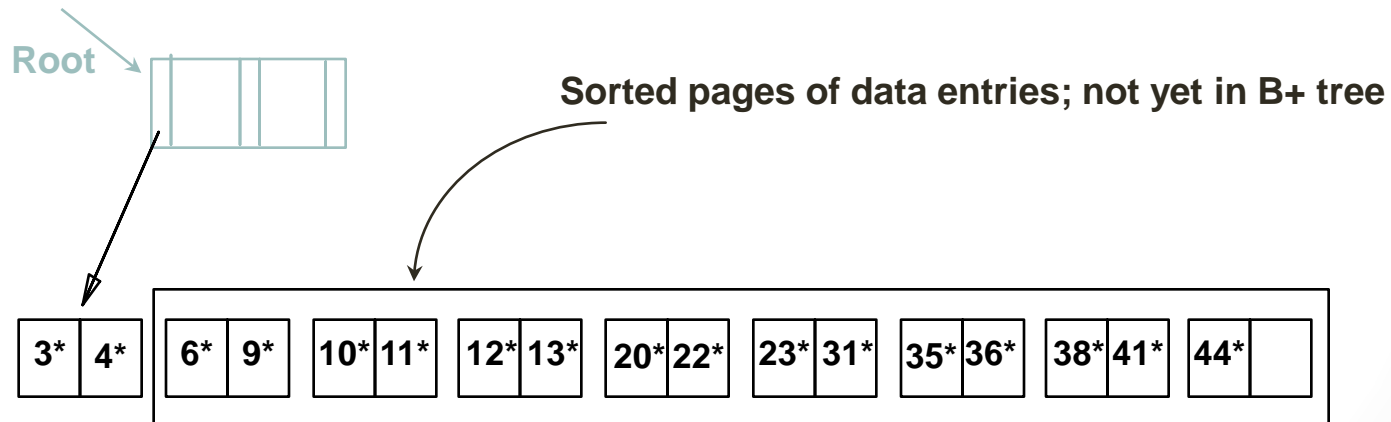 Root
Sorted pages of data entries; not yet in B+ tree
3* 4* 6* 9* 10* 11* 12* 13* 20* 22* 23* 31* 35* 36* 38* 41* 44*